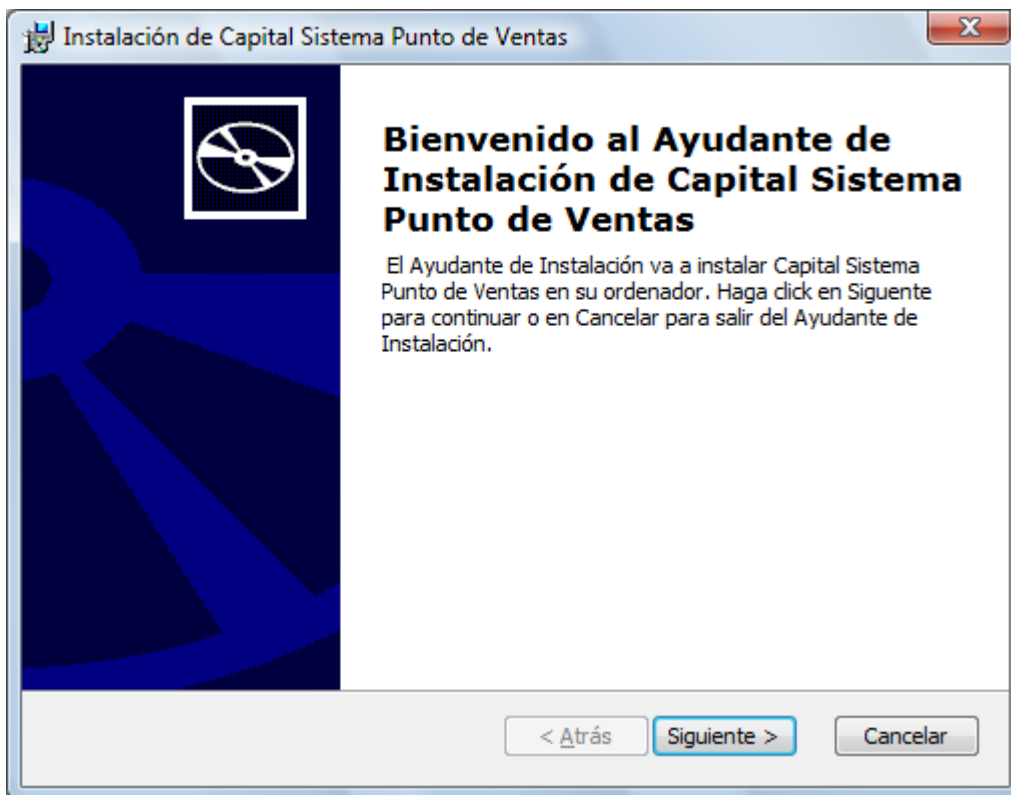 Instalación de Capital Sistema Punto de Ventas
Bienvenido al Ayudante de
Instalación de Capital Sistema
Punto de Ventas
El Ayudante de Instalación va a instalar Capital Sistema
Punto de Ventas en su ordenador. Haga click en Siguente
para continuar o en Cancelar para salir del Ayudante de
Instalación.
< Atrás
Siguiente >
Cancelar